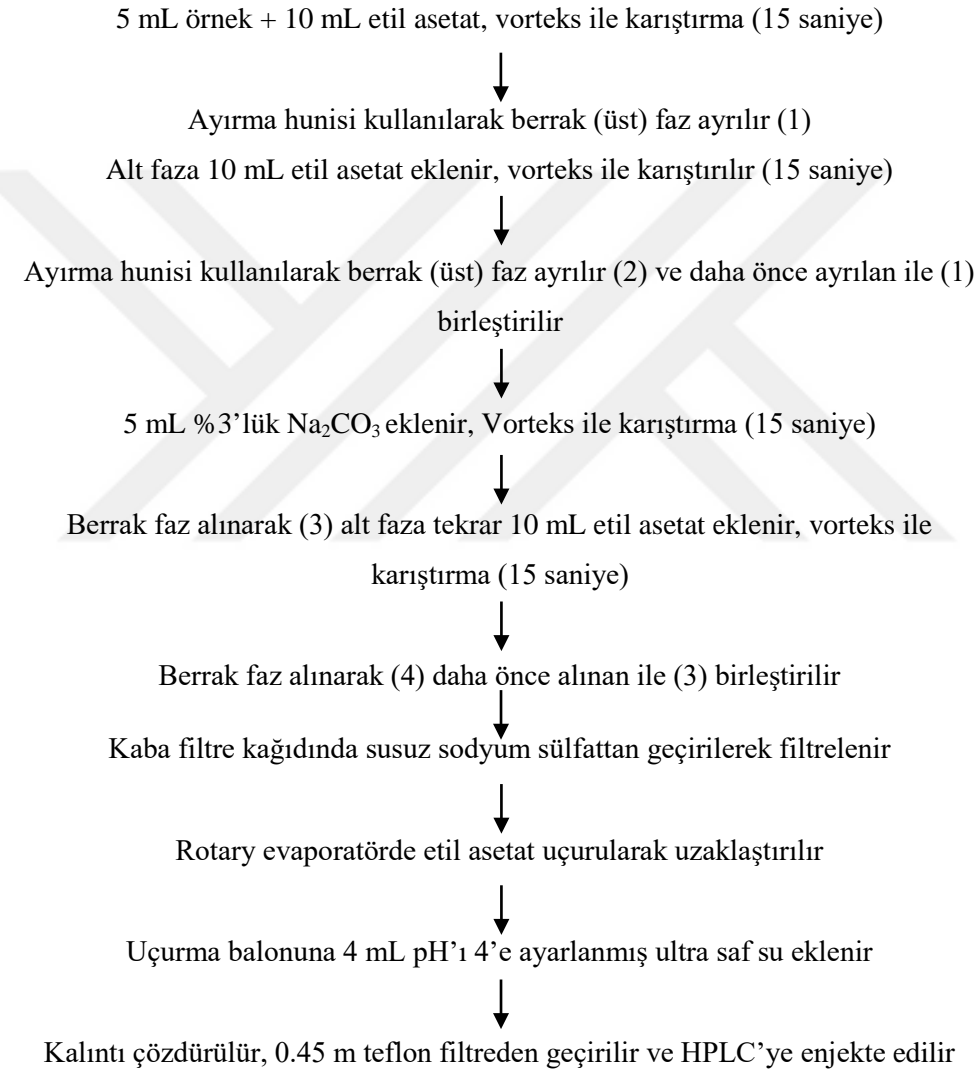 5 mL örnek + 10 mL etil asetat, vorteks ile karıştırma (15 saniye)
Ayırma hunisi kullanılarak berrak (üst) faz ayrılır (1)
Alt faza 10 mL etil asetat eklenir, vorteks ile karıştırılır (15 saniye)
Ayırma hunisi kullanılarak berrak (üst) faz ayrılır (2) ve daha önce ayrılan ile (1)
birleştirilir
5 mL %3’lük Na₂CO₃ eklenir, Vorteks ile karıştırma (15 saniye)
Berrak faz alınarak (3) alt faza tekrar 10 mL etil asetat eklenir, vorteks ile
karıştırma (15 saniye)
Berrak faz alınarak (4) daha önce alınan ile (3) birleştirilir
Kaba filtre kağıdında susuz sodyum sülfattan geçirilerek filtrelenir
Rotary evaporatörde etil asetat uçurularak uzaklaştırılır
Uçurma balonuna 4 mL pH’ı 4’e ayarlanmış ultra saf su eklenir
Kalıntı çözdürülür, 0.45 m teflon filtreden geçirilir ve HPLC’ye enjekte edilir